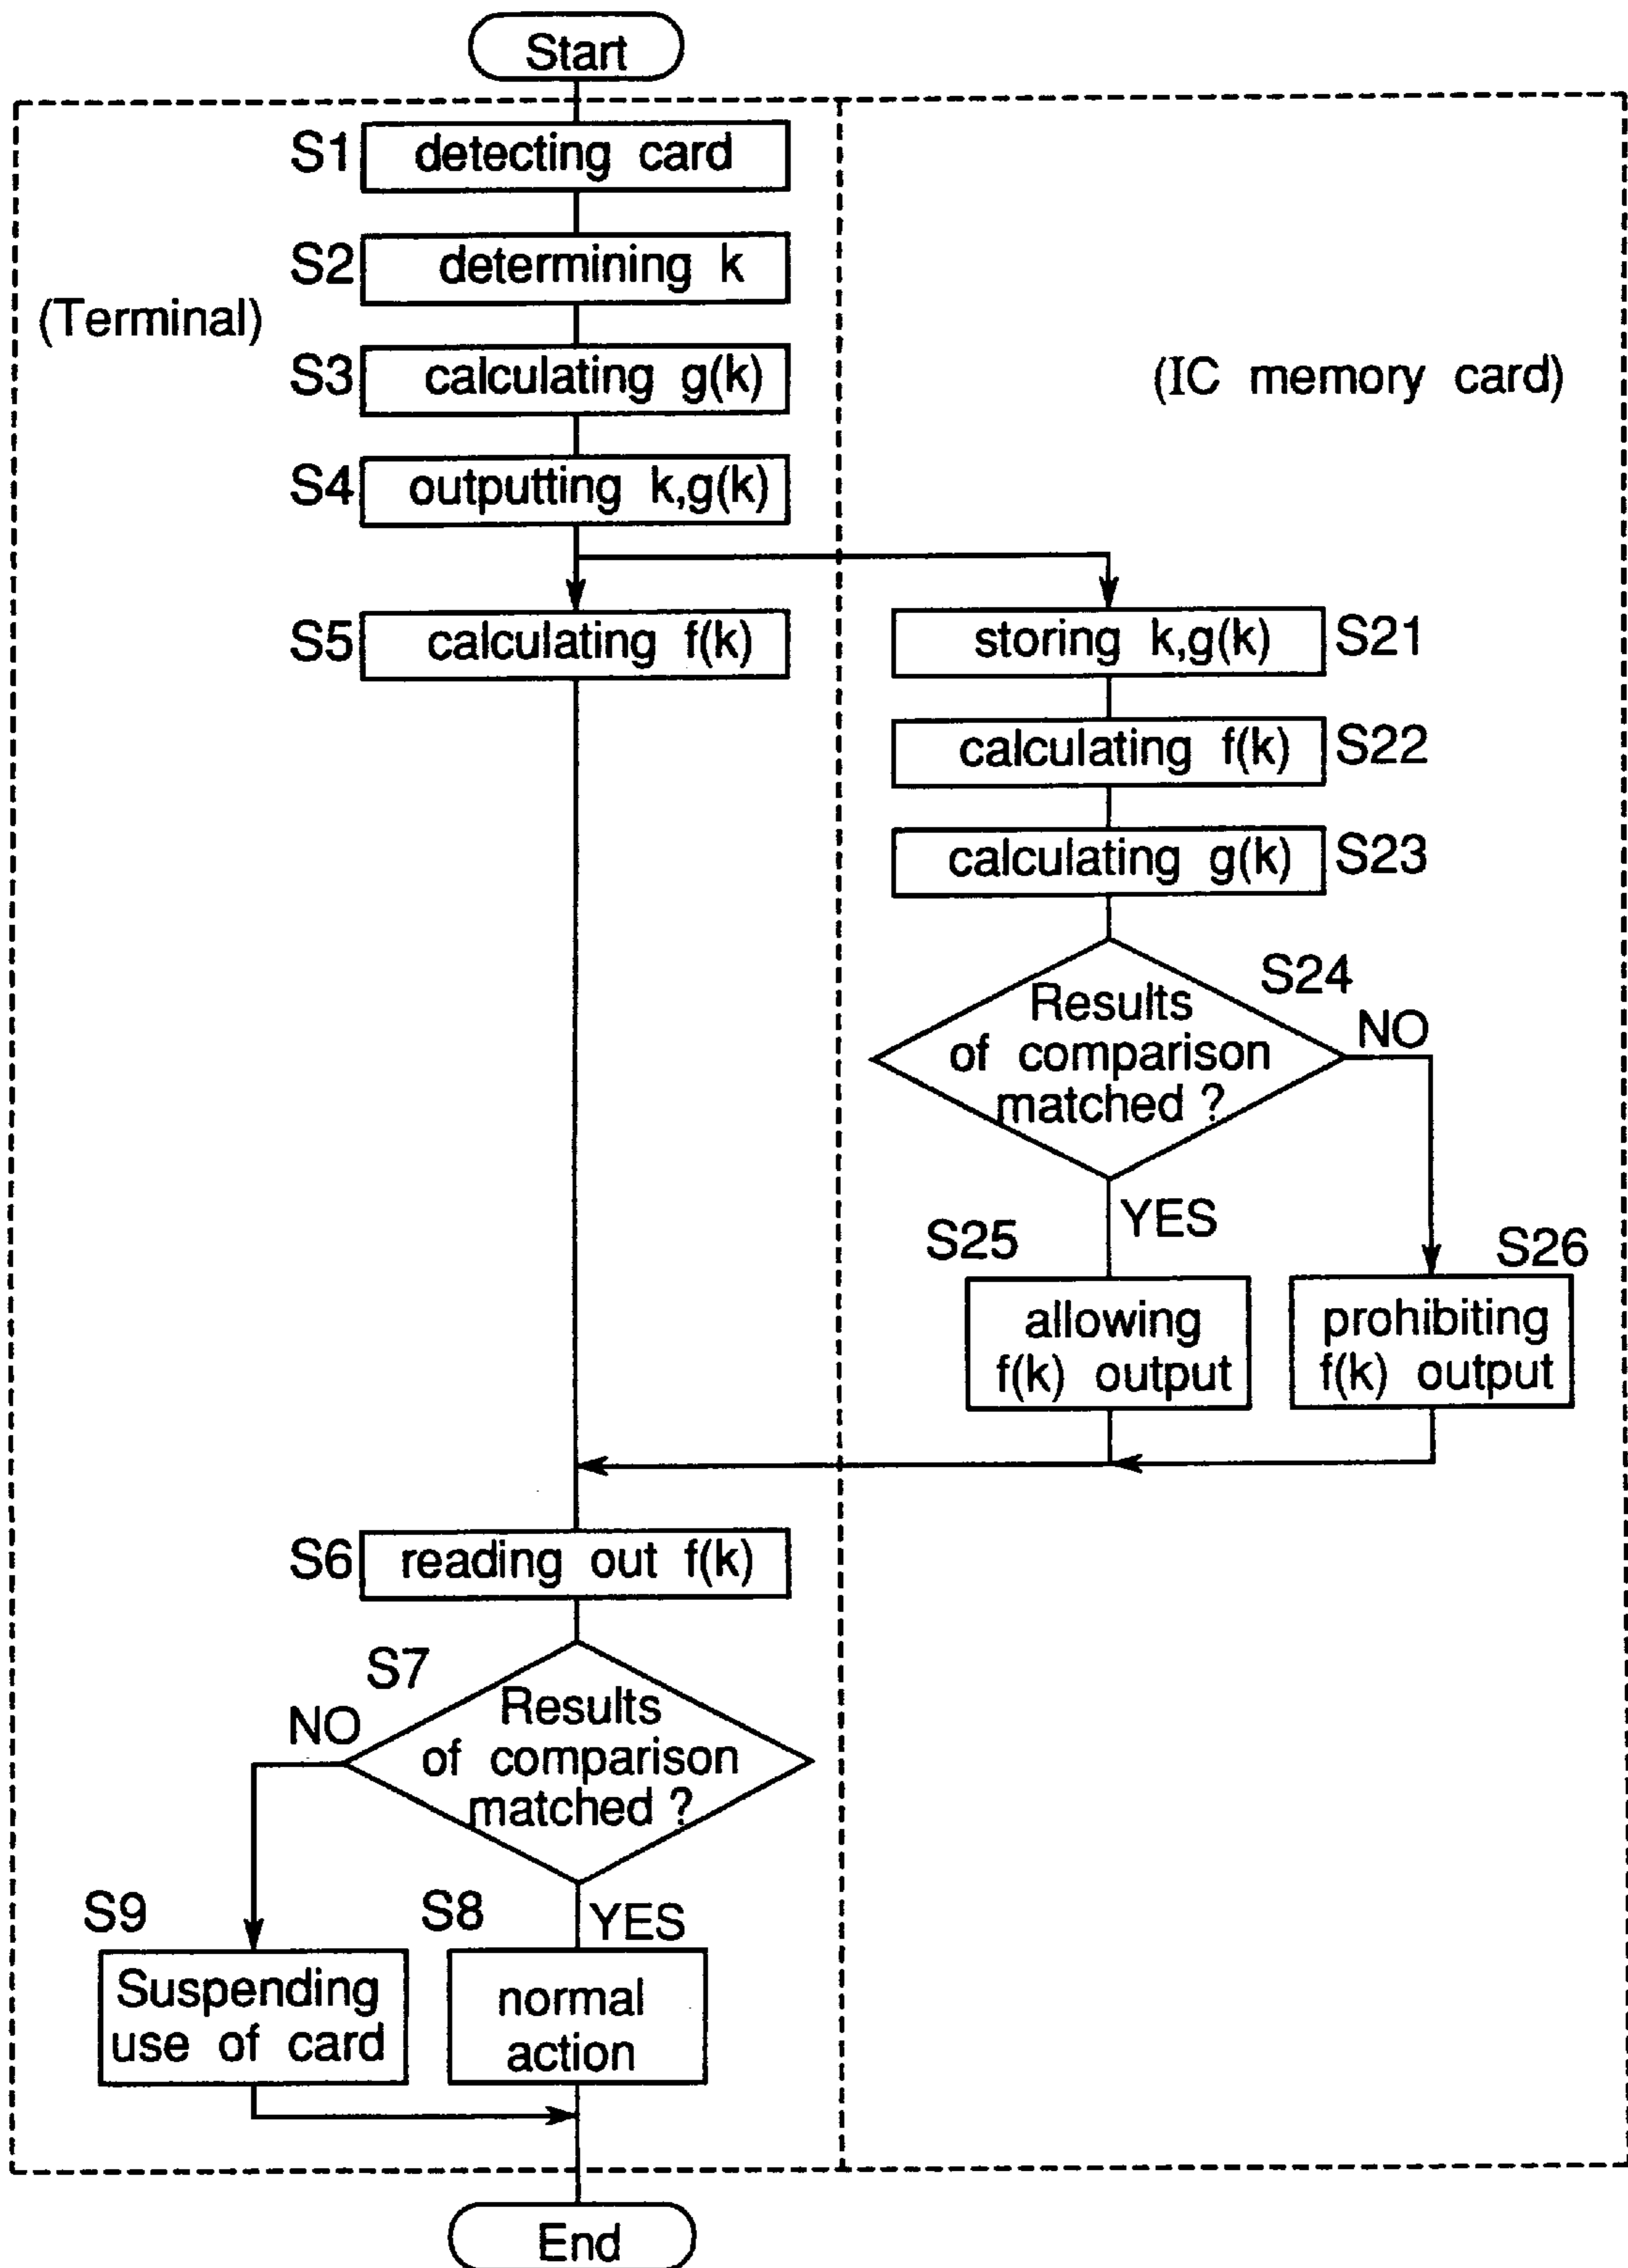 Start
S1 detecting card
S2 determining k
(Terminal)
S3 calculating g(k)
(IC memory card)
S4 outputting k,g(k)
S5 calculating f(k)
storing k,g(k) S21
calculating f(k) S22
calculating g(k) S23
S24
Results
of comparison
matched ?
NO
YES
S25
allowing
f(k) output
S26
prohibiting
f(k) output
S6 reading out f(k)
S7
Results
of comparison
matched ?
NO
YES
S9
Suspending
use of card
S8
normal
action
End